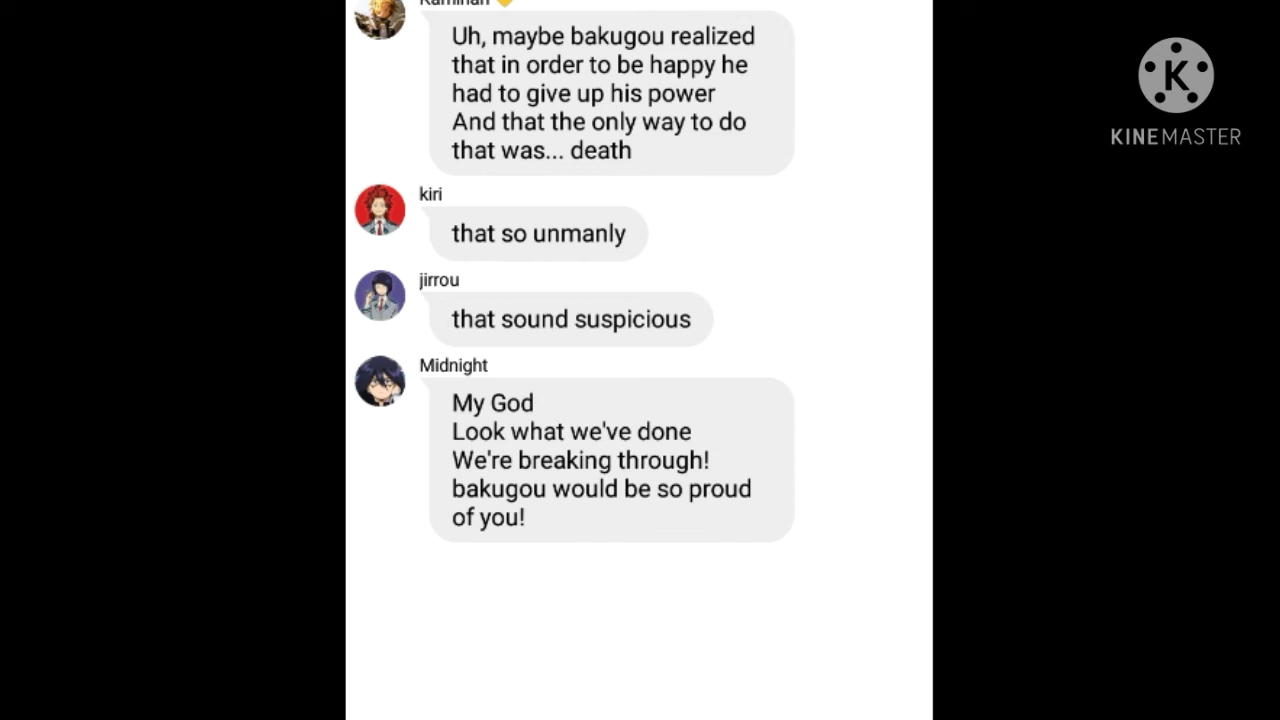 Kaminari 💛
Uh, maybe bakugou realized
that in order to be happy he
had to give up his power
And that the only way to do
that was... death
kiri
that so unmanly
jirrou
that sound suspicious
Midnight
My God
Look what we've done
We're breaking through!
bakugou would be so proud
of you!
K
KINEMASTER